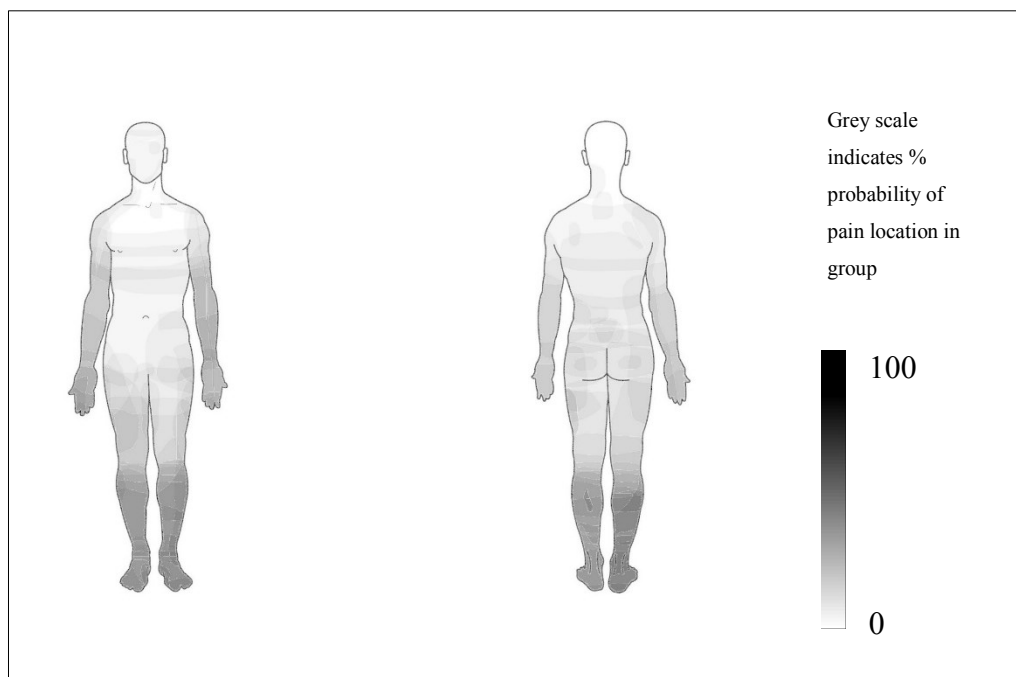 Grey scale
indicates %
probability of
pain location in
group
100
0